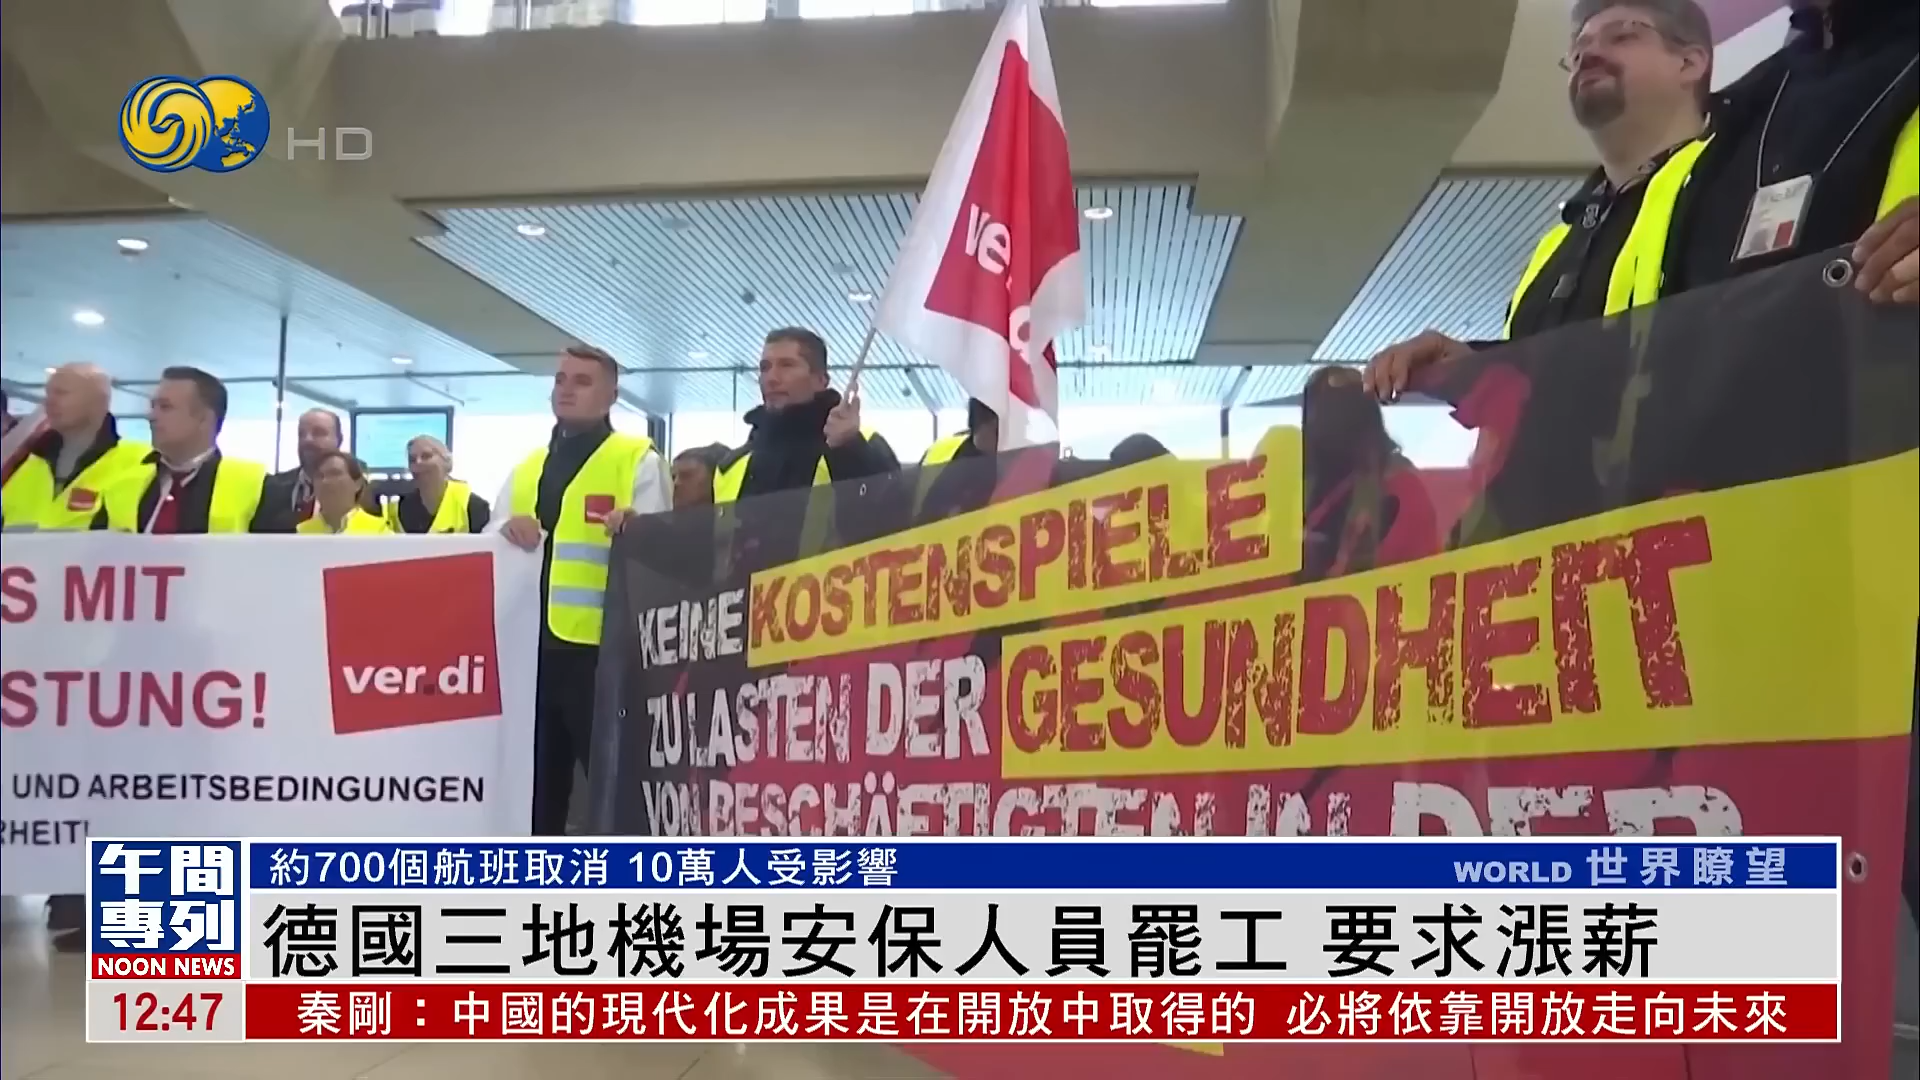 HD
ver.di
S MIT
STUNG!
ver.di
UND ARBEITSBEDINGUNGEN
RHEIT!
KEINE KOSTENSPIELE
ZU LASTEN DER GESUNDHEIT
VON BESCHÄFTIGTEN IN DER
約700個航班取消 10萬人受影響
WORLD 世界瞭望
午間
專列
NOON NEWS
德國三地機場安保人員罷工 要求漲薪
12:47
秦剛：中國的現代化成果是在開放中取得的 必將依靠開放走向未來